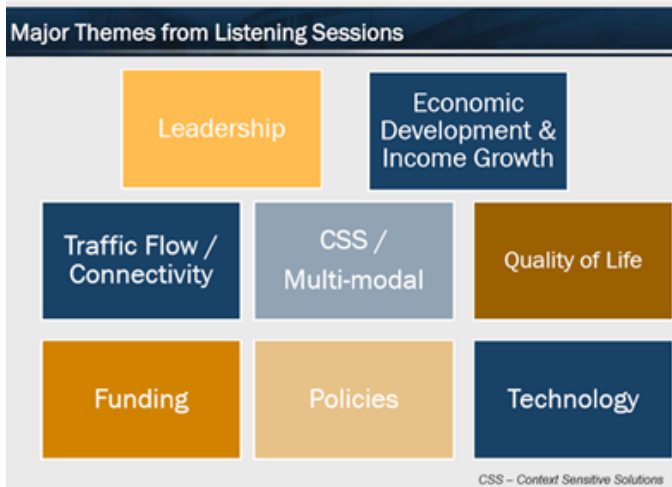 Major Themes from Listening Sessions
Leadership
Economic
Development &
Income Growth
Traffic Flow /
Connectivity
CSS /
Multi-modal
Quality of Life
Funding
Policies
Technology
CSS – Context Sensitive Solutions